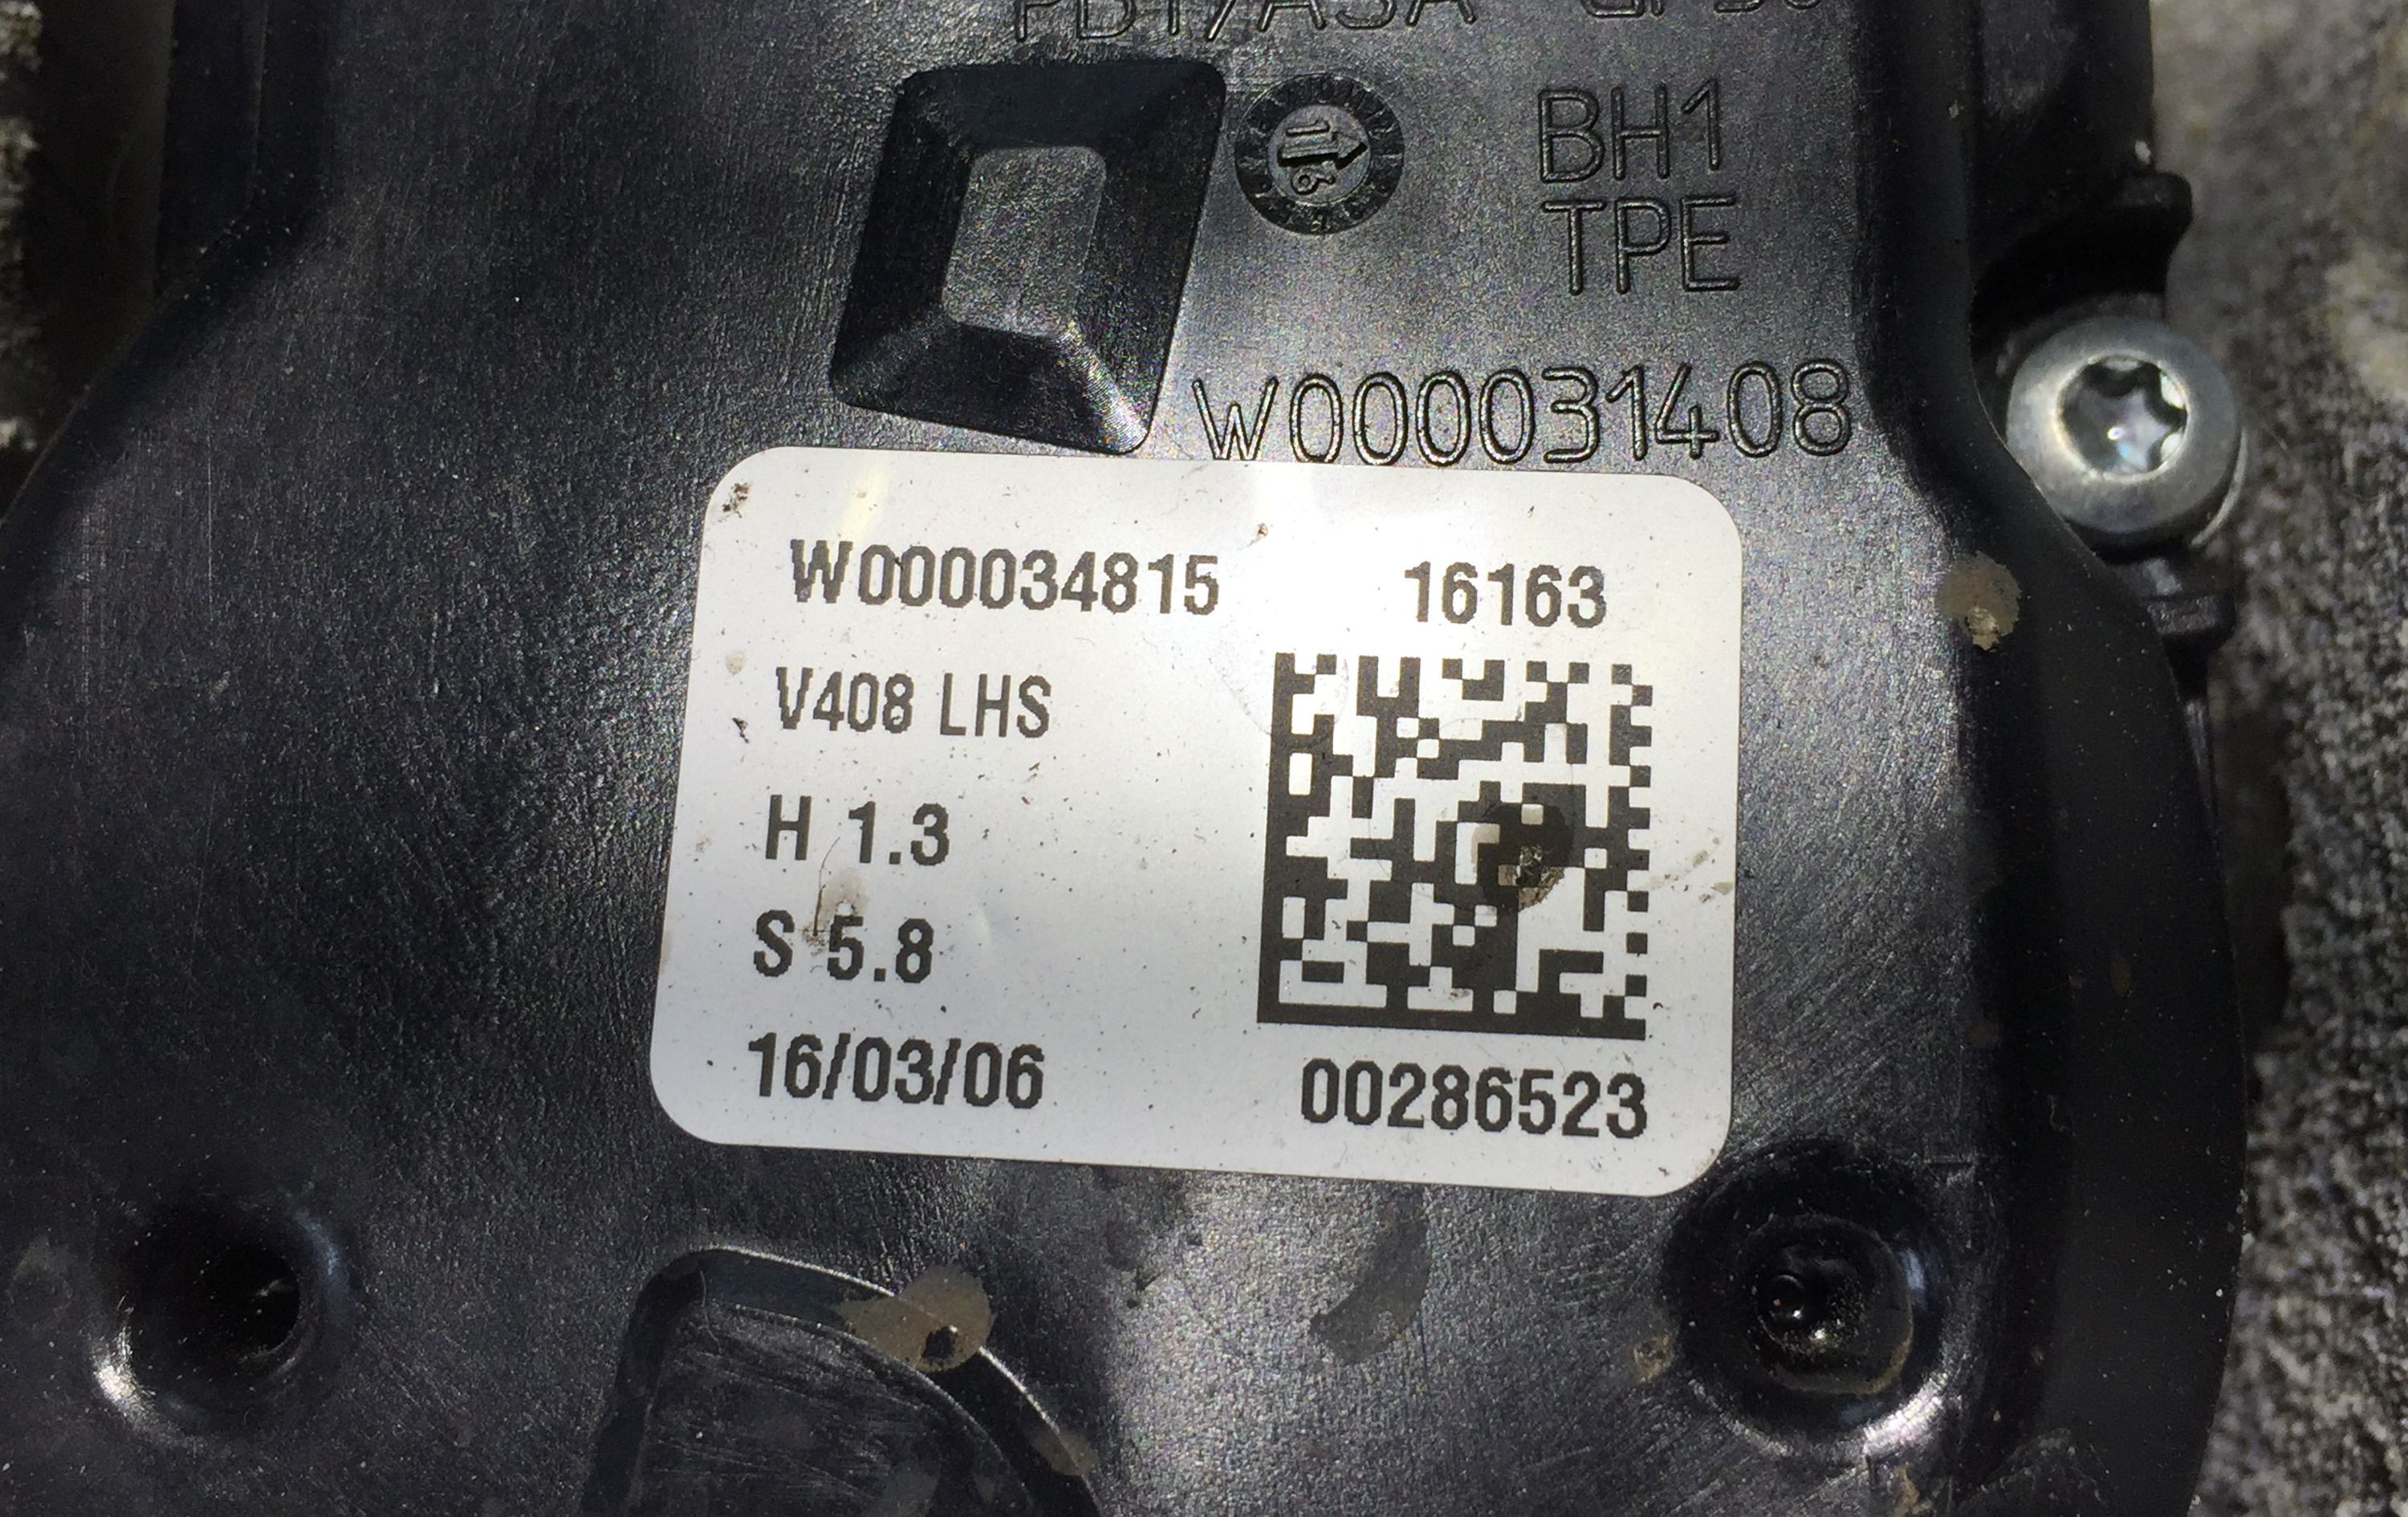 BH1
TPE
W000031408
W000034815 16163
V408 LHS
H 1.3
S 5.8
16/03/06 00286523